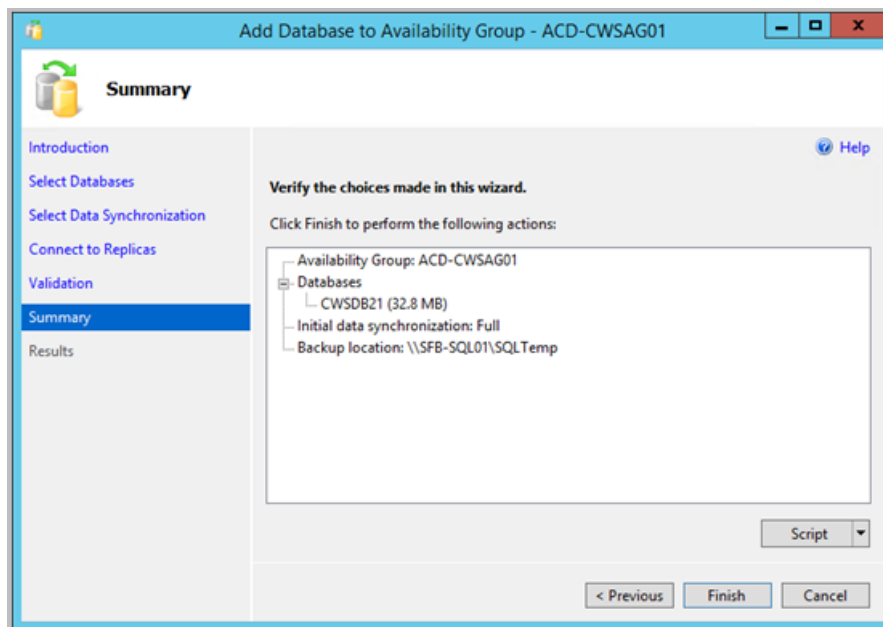 Add Database to Availability Group - ACD-CWSAG01
Summary
Introduction
Select Databases
Select Data Synchronization
Connect to Replicas
Validation
Summary
Results
Help
Verify the choices made in this wizard.
Click Finish to perform the following actions:
Availability Group: ACD-CWSAG01
Databases
CWSDB21 (32.8 MB)
Initial data synchronization: Full
Backup location: \\SFB-SQL01\SQLTemp
Script
< Previous
Finish
Cancel